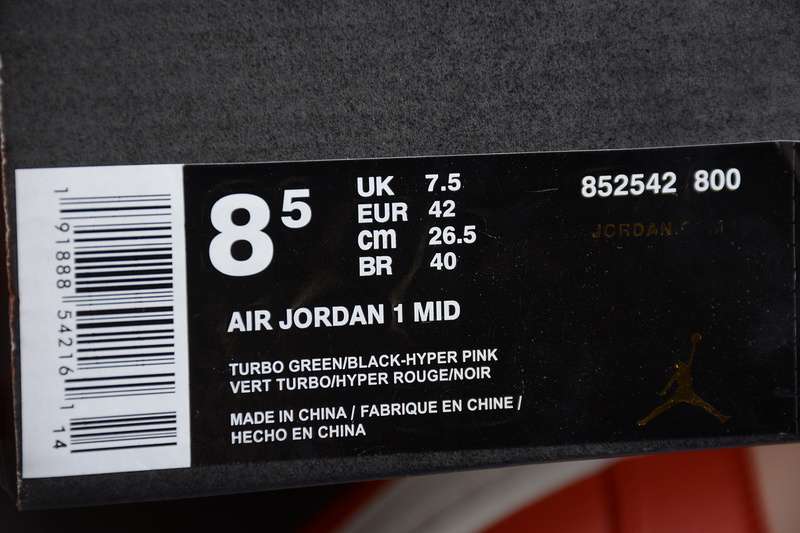 8⁵
UK 7.5
EUR 42
cm 26.5
BR 40
852542 800
AIR JORDAN 1 MID
TURBO GREEN/BLACK-HYPER PINK
VERT TURBO/HYPER ROUGE/NOIR
MADE IN CHINA / FABRIQUE EN CHINE /
HECHO EN CHINA
1 91888 54216 1 14